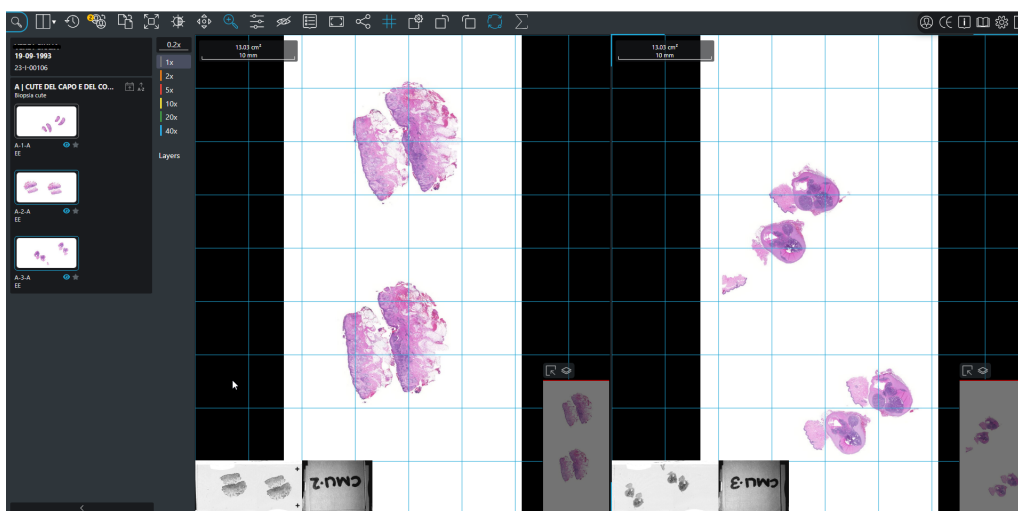 19-09-1993
23-I-00106
A | CUTE DEL CAPO E DEL CO...
Biopsia cute
A-1-A
EE
A-2-A
EE
A-3-A
EE
0.2x
1x
2x
5x
10x
20x
40x
Layers
13.03 cm²
10 mm
CMU-2
13.03 cm²
10 mm
CMU-3